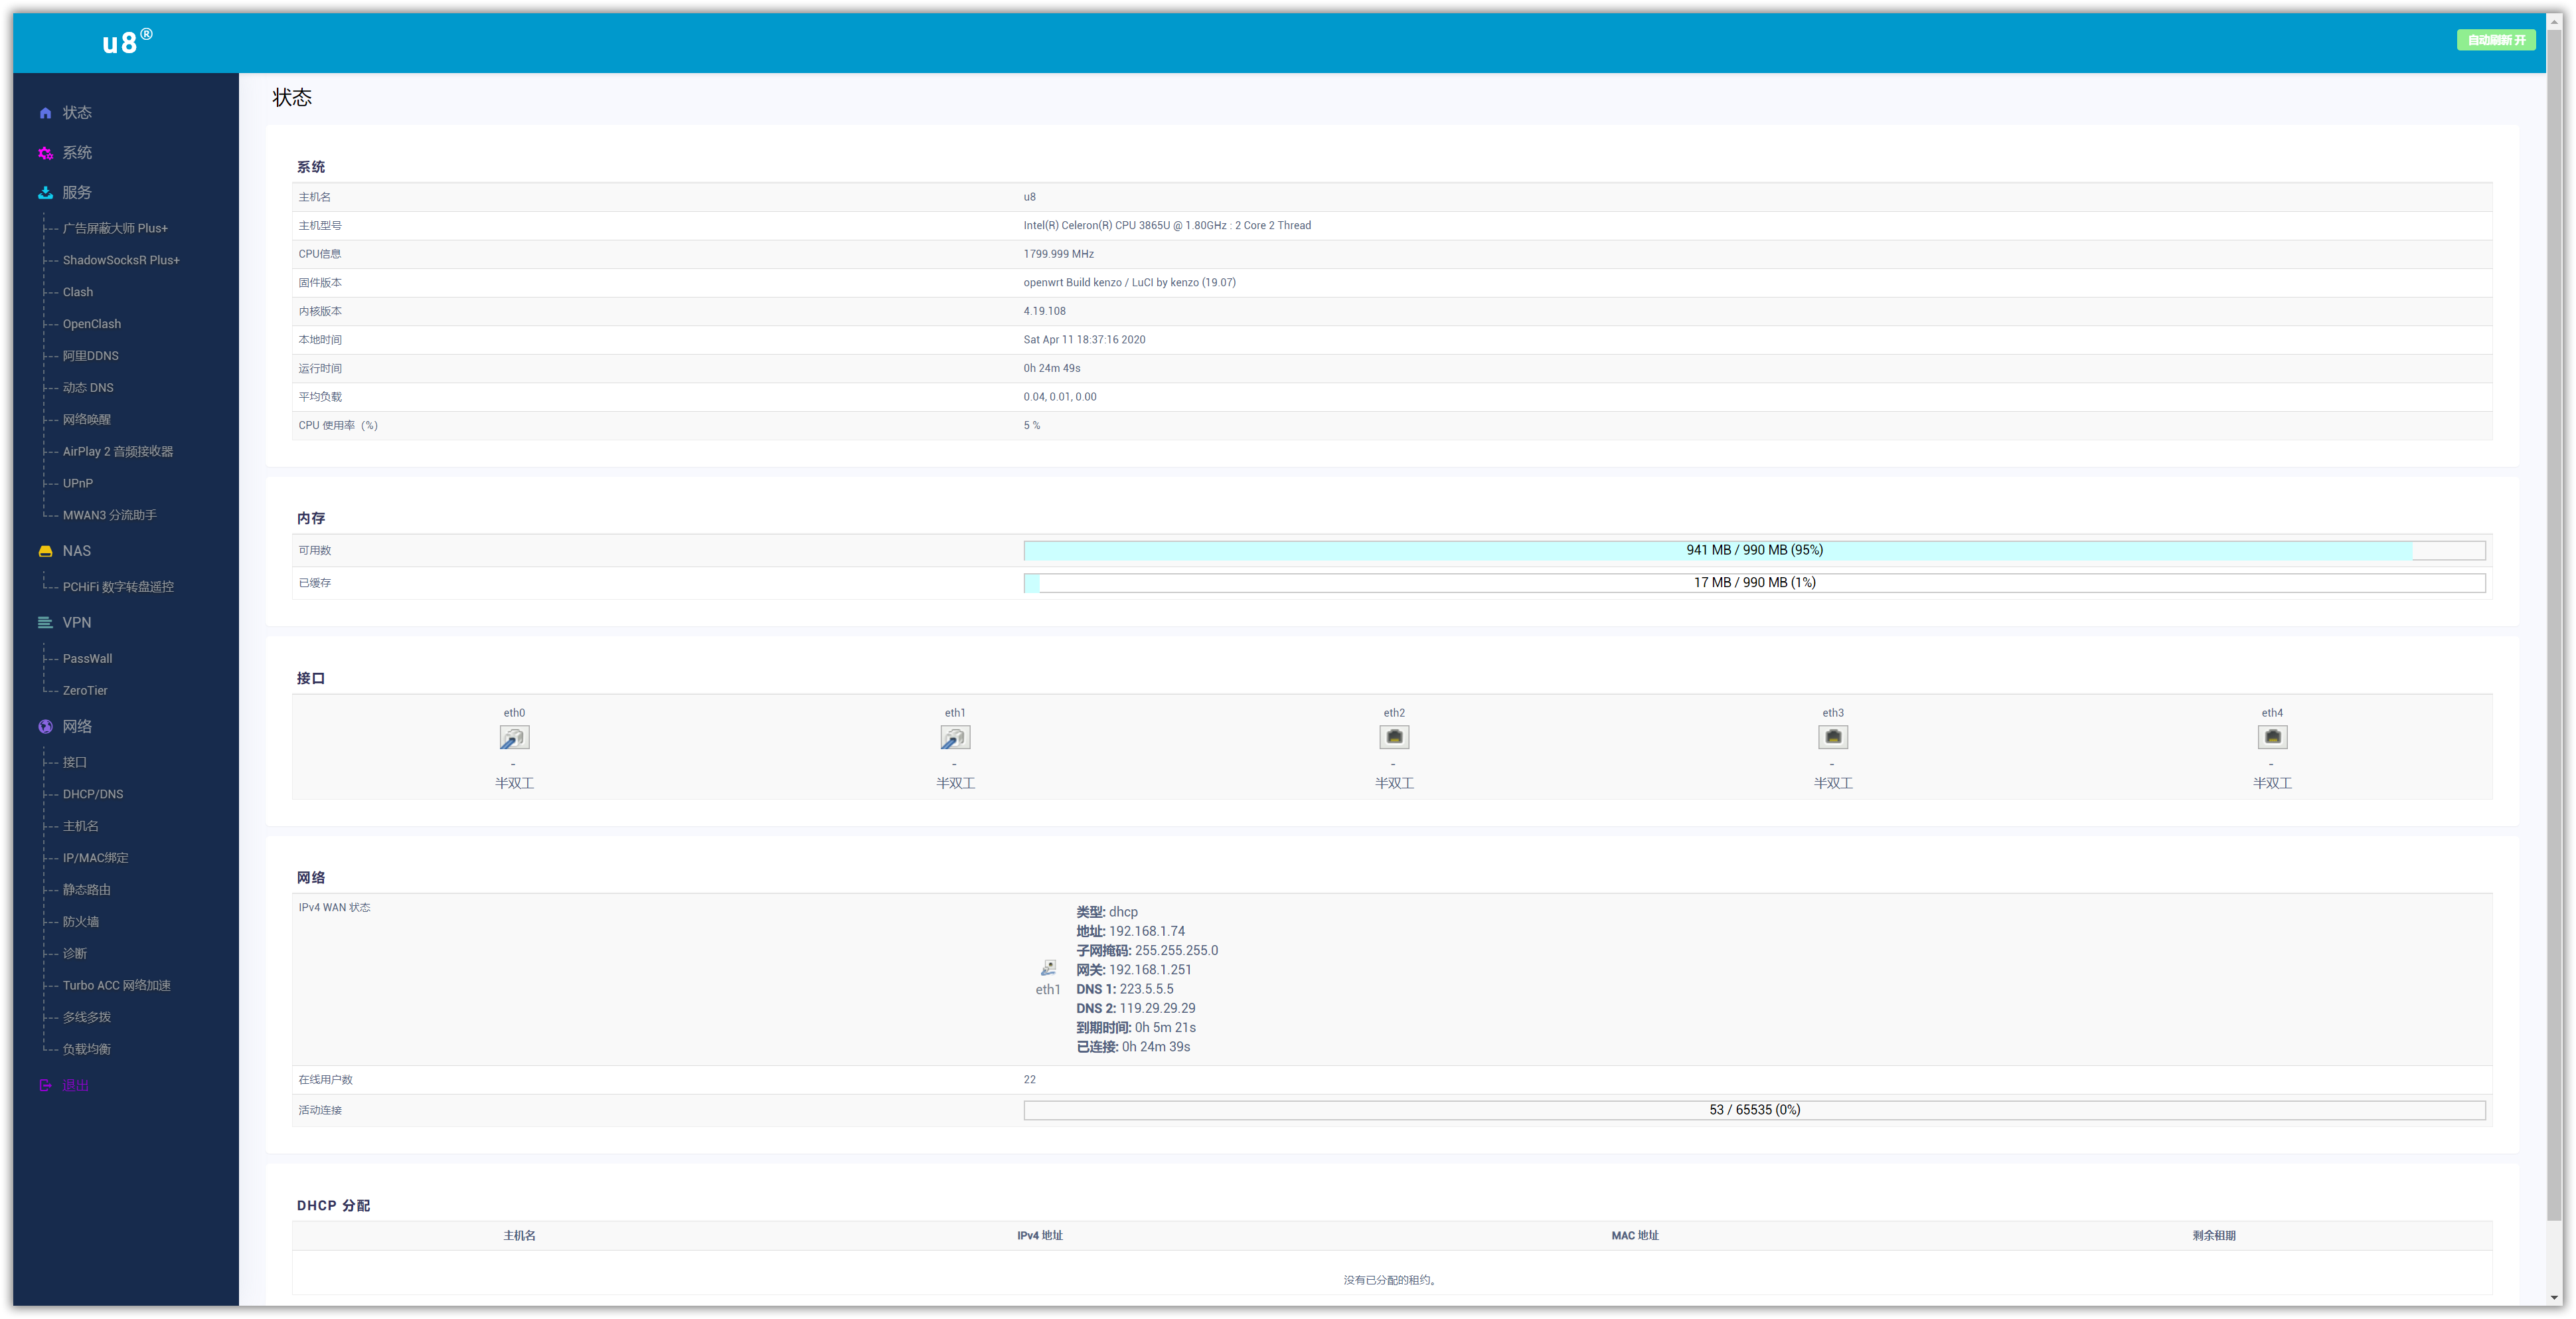 u8®
自动刷新 开
状态
系统
服务
广告屏蔽大师 Plus+
ShadowSocksR Plus+
Clash
OpenClash
阿里DDNS
动态 DNS
网络唤醒
AirPlay 2 音频接收器
UPnP
MWAN3 分流助手
NAS
PCHiFi 数字转盘遥控
VPN
PassWall
ZeroTier
网络
接口
DHCP/DNS
主机名
IP/MAC绑定
静态路由
防火墙
诊断
Turbo ACC 网络加速
多线多拨
负载均衡
退出
状态
系统
主机名 u8
主机型号 Intel(R) Celeron(R) CPU 3865U @ 1.80GHz : 2 Core 2 Thread
CPU信息 1799.999 MHz
固件版本 openwrt Build kenzo / LuCI by kenzo (19.07)
内核版本 4.19.108
本地时间 Sat Apr 11 18:37:16 2020
运行时间 0h 24m 49s
平均负载 0.04, 0.01, 0.00
CPU 使用率（%） 5 %
内存
可用数 941 MB / 990 MB (95%)
已缓存 17 MB / 990 MB (1%)
接口
eth0 eth1 eth2 eth3 eth4
- - - - -
半双工 半双工 半双工 半双工 半双工
网络
IPv4 WAN 状态
eth1
类型: dhcp
地址: 192.168.1.74
子网掩码: 255.255.255.0
网关: 192.168.1.251
DNS 1: 223.5.5.5
DNS 2: 119.29.29.29
到期时间: 0h 5m 21s
已连接: 0h 24m 39s
在线用户数 22
活动连接 53 / 65535 (0%)
DHCP 分配
主机名 IPv4 地址 MAC 地址 剩余租期
没有已分配的租约。